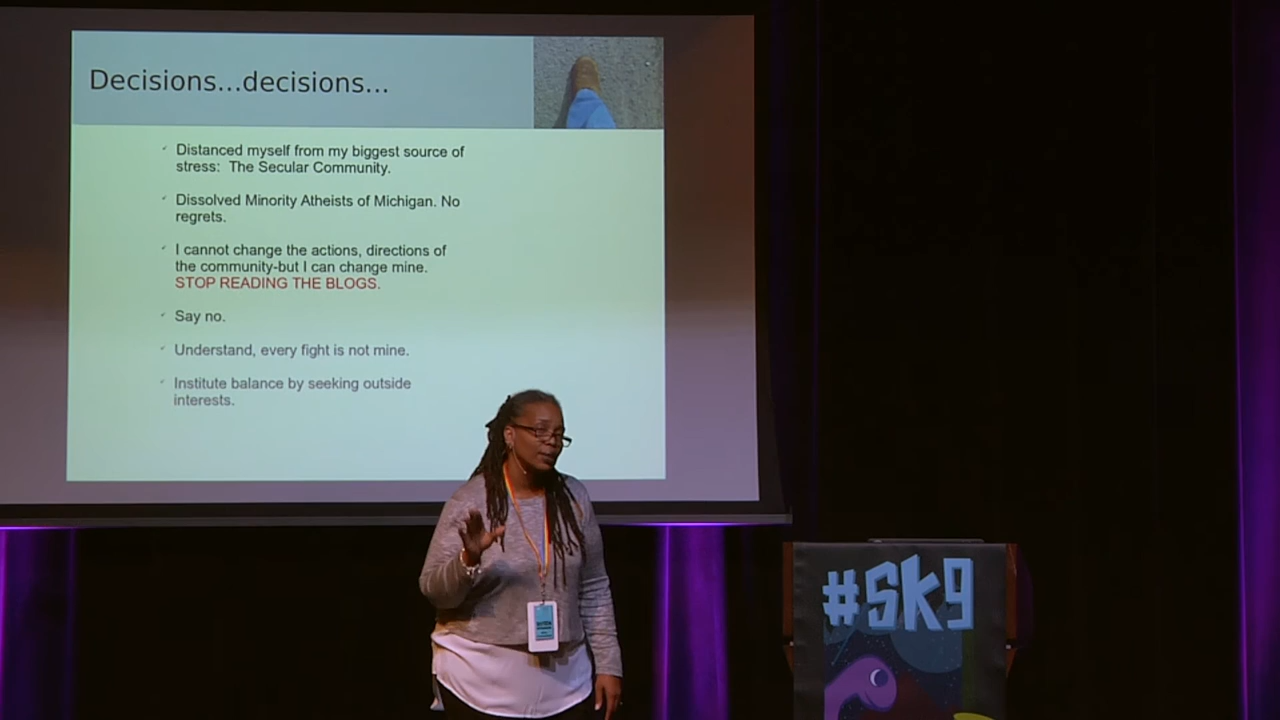 Decisions...decisions...
Distanced myself from my biggest source of
stress:  The Secular Community.
Dissolved Minority Atheists of Michigan. No
regrets.
I cannot change the actions, directions of
the community-but I can change mine.
STOP READING THE BLOGS.
Say no.
Understand, every fight is not mine.
Institute balance by seeking outside
interests.
#SK9